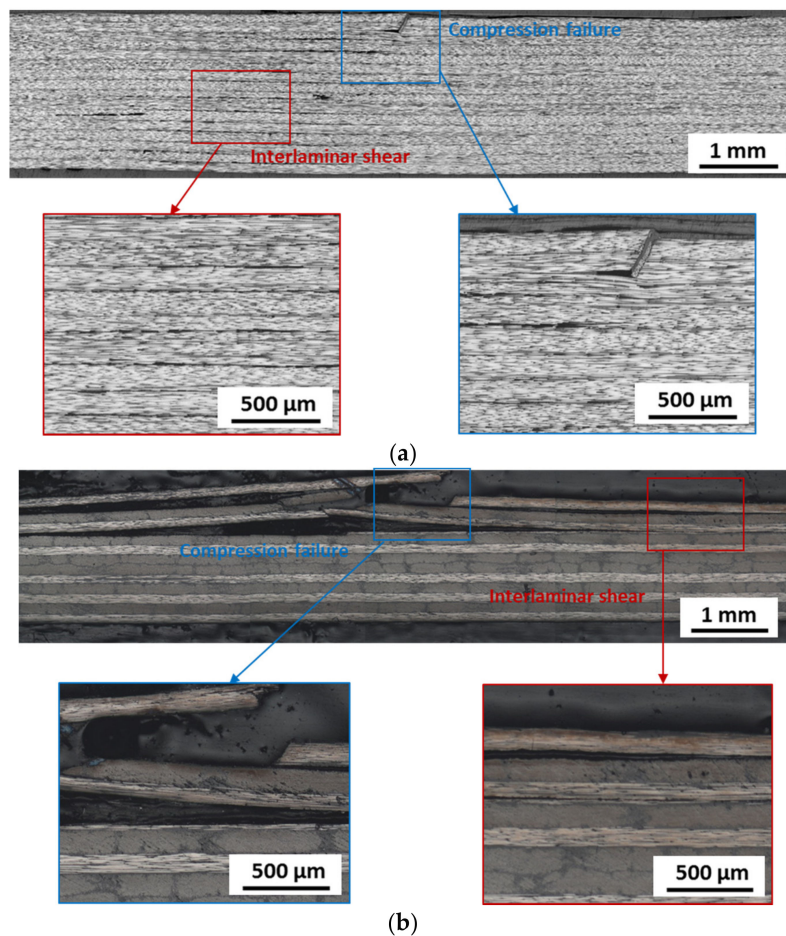 Compression failure
Interlaminar shear
1 mm
500 µm
500 µm
(a)
Compression failure
Interlaminar shear
1 mm
500 µm
500 µm
(b)